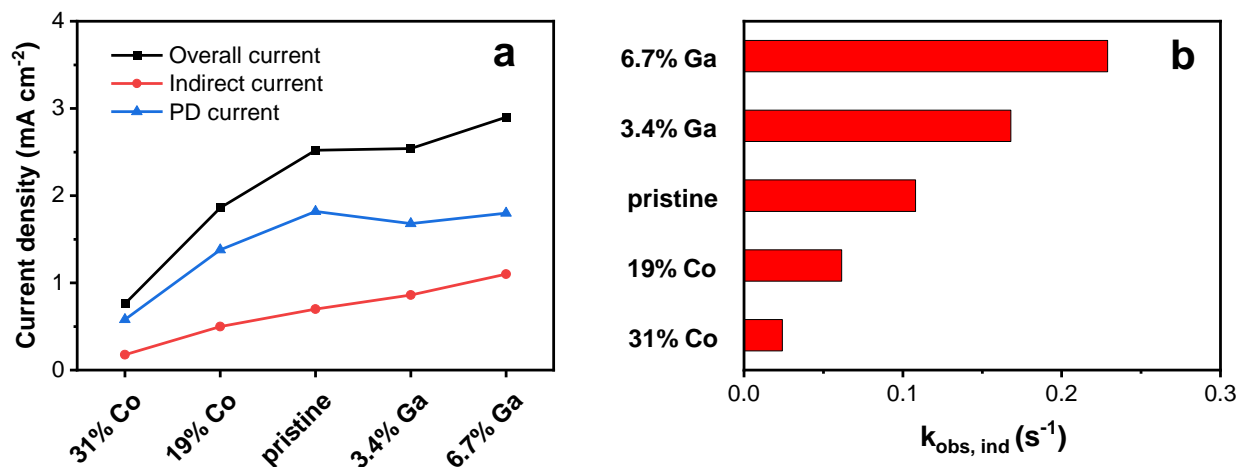 a
Overall current
Indirect current
PD current
Current density (mA cm⁻²)
4
3
2
1
0
31% Co
19% Co
pristine
3.4% Ga
6.7% Ga
b
6.7% Ga
3.4% Ga
pristine
19% Co
31% Co
0.0
0.1
0.2
0.3
k_obs, ind (s⁻¹)